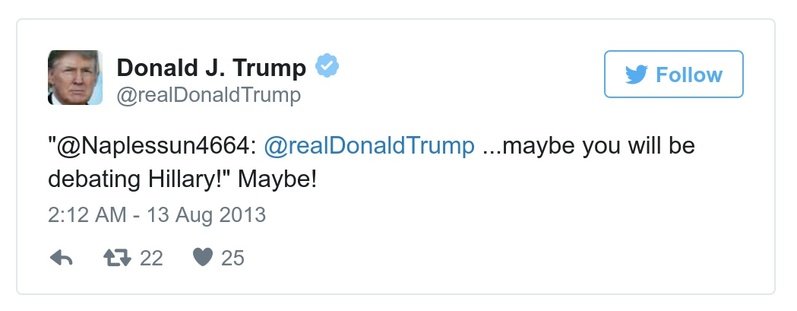 Donald J. Trump
@realDonaldTrump
Follow
"@Naplessun4664: @realDonaldTrump ...maybe you will be
debating Hillary!" Maybe!
2:12 AM - 13 Aug 2013
22 25